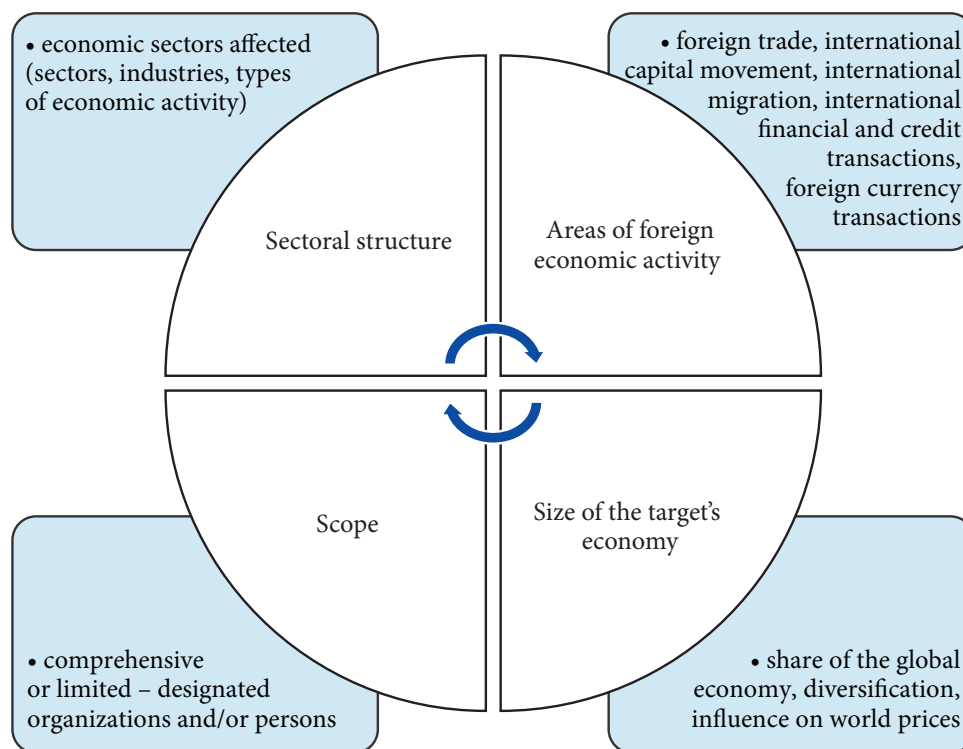 • economic sectors affected
(sectors, industries, types
of economic activity)
• foreign trade, international
capital movement, international
migration, international
financial and credit
transactions,
foreign currency
transactions
Sectoral structure
Areas of foreign
economic activity
Scope
Size of the target’s
economy
• comprehensive
or limited – designated
organizations and/or persons
• share of the global
economy, diversification,
influence on world prices